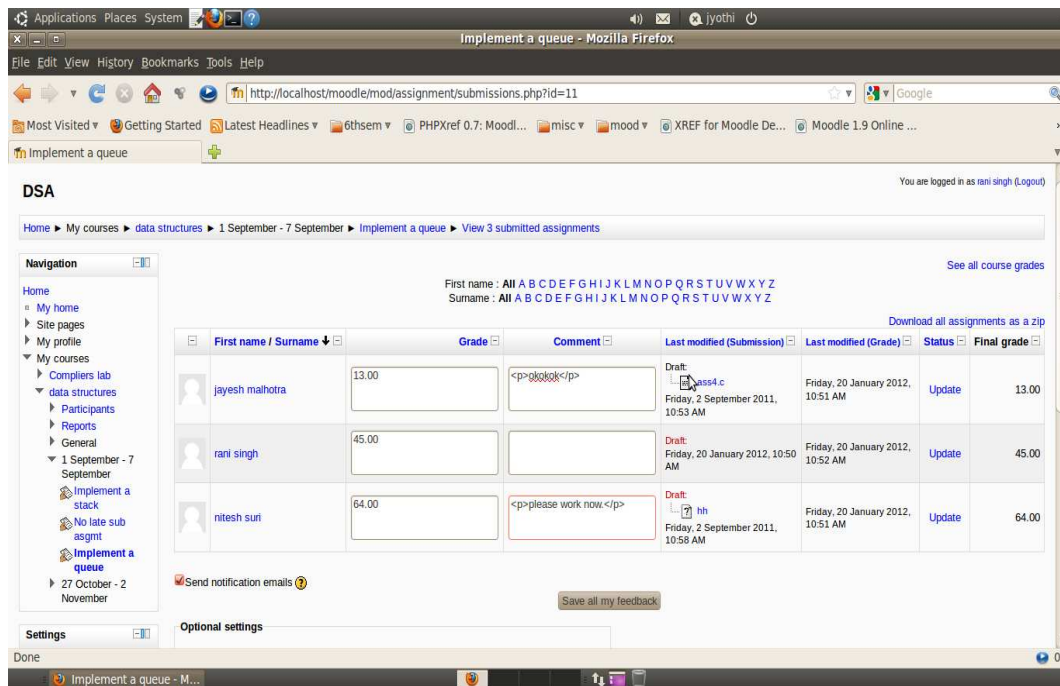 Applications Places System jyothi
Implement a queue - Mozilla Firefox
File Edit View History Bookmarks Tools Help
http://localhost/moodle/mod/assignment/submissions.php?id=11 Google
Most Visited Getting Started Latest Headlines 6thsem PHPXref 0.7: Moodl... misc mood XREF for Moodle De... Moodle 1.9 Online ...
Implement a queue
DSA
You are logged in as rani singh (Logout)
Home ► My courses ► data structures ► 1 September - 7 September ► Implement a queue ► View 3 submitted assignments
Navigation
Home
My home
Site pages
My profile
My courses
Compliers lab
data structures
Participants
Reports
General
1 September - 7
September
Implement a
stack
No late sub
asgmt
Implement a
queue
27 October - 2
November
Settings
See all course grades
First name : All A B C D E F G H I J K L M N O P Q R S T U V W X Y Z
Surname : All A B C D E F G H I J K L M N O P Q R S T U V W X Y Z
Download all assignments as a zip
First name / Surname Grade Comment Last modified (Submission) Last modified (Grade) Status Final grade
jayesh malhotra
13.00
<p>okokok</p>
Draft:
ass4.c
Friday, 2 September 2011,
10:53 AM
Friday, 20 January 2012,
10:51 AM
Update
13.00
rani singh
45.00
Draft:
Friday, 20 January 2012, 10:50
AM
Friday, 20 January 2012,
10:52 AM
Update
45.00
nitesh suri
64.00
<p>please work now.</p>
Draft:
hh
Friday, 2 September 2011,
10:58 AM
Friday, 20 January 2012,
10:51 AM
Update
64.00
Send notification emails
Save all my feedback
Optional settings
Done 0
Implement a queue - M...